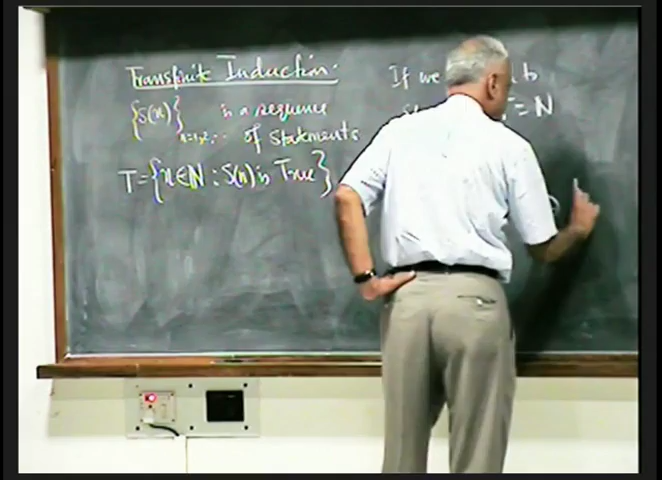 Transfinite Induction.
{S(n)}n=1,2,.. is a sequence
of statements
T={n∈N : S(n) is True}
If we
= N